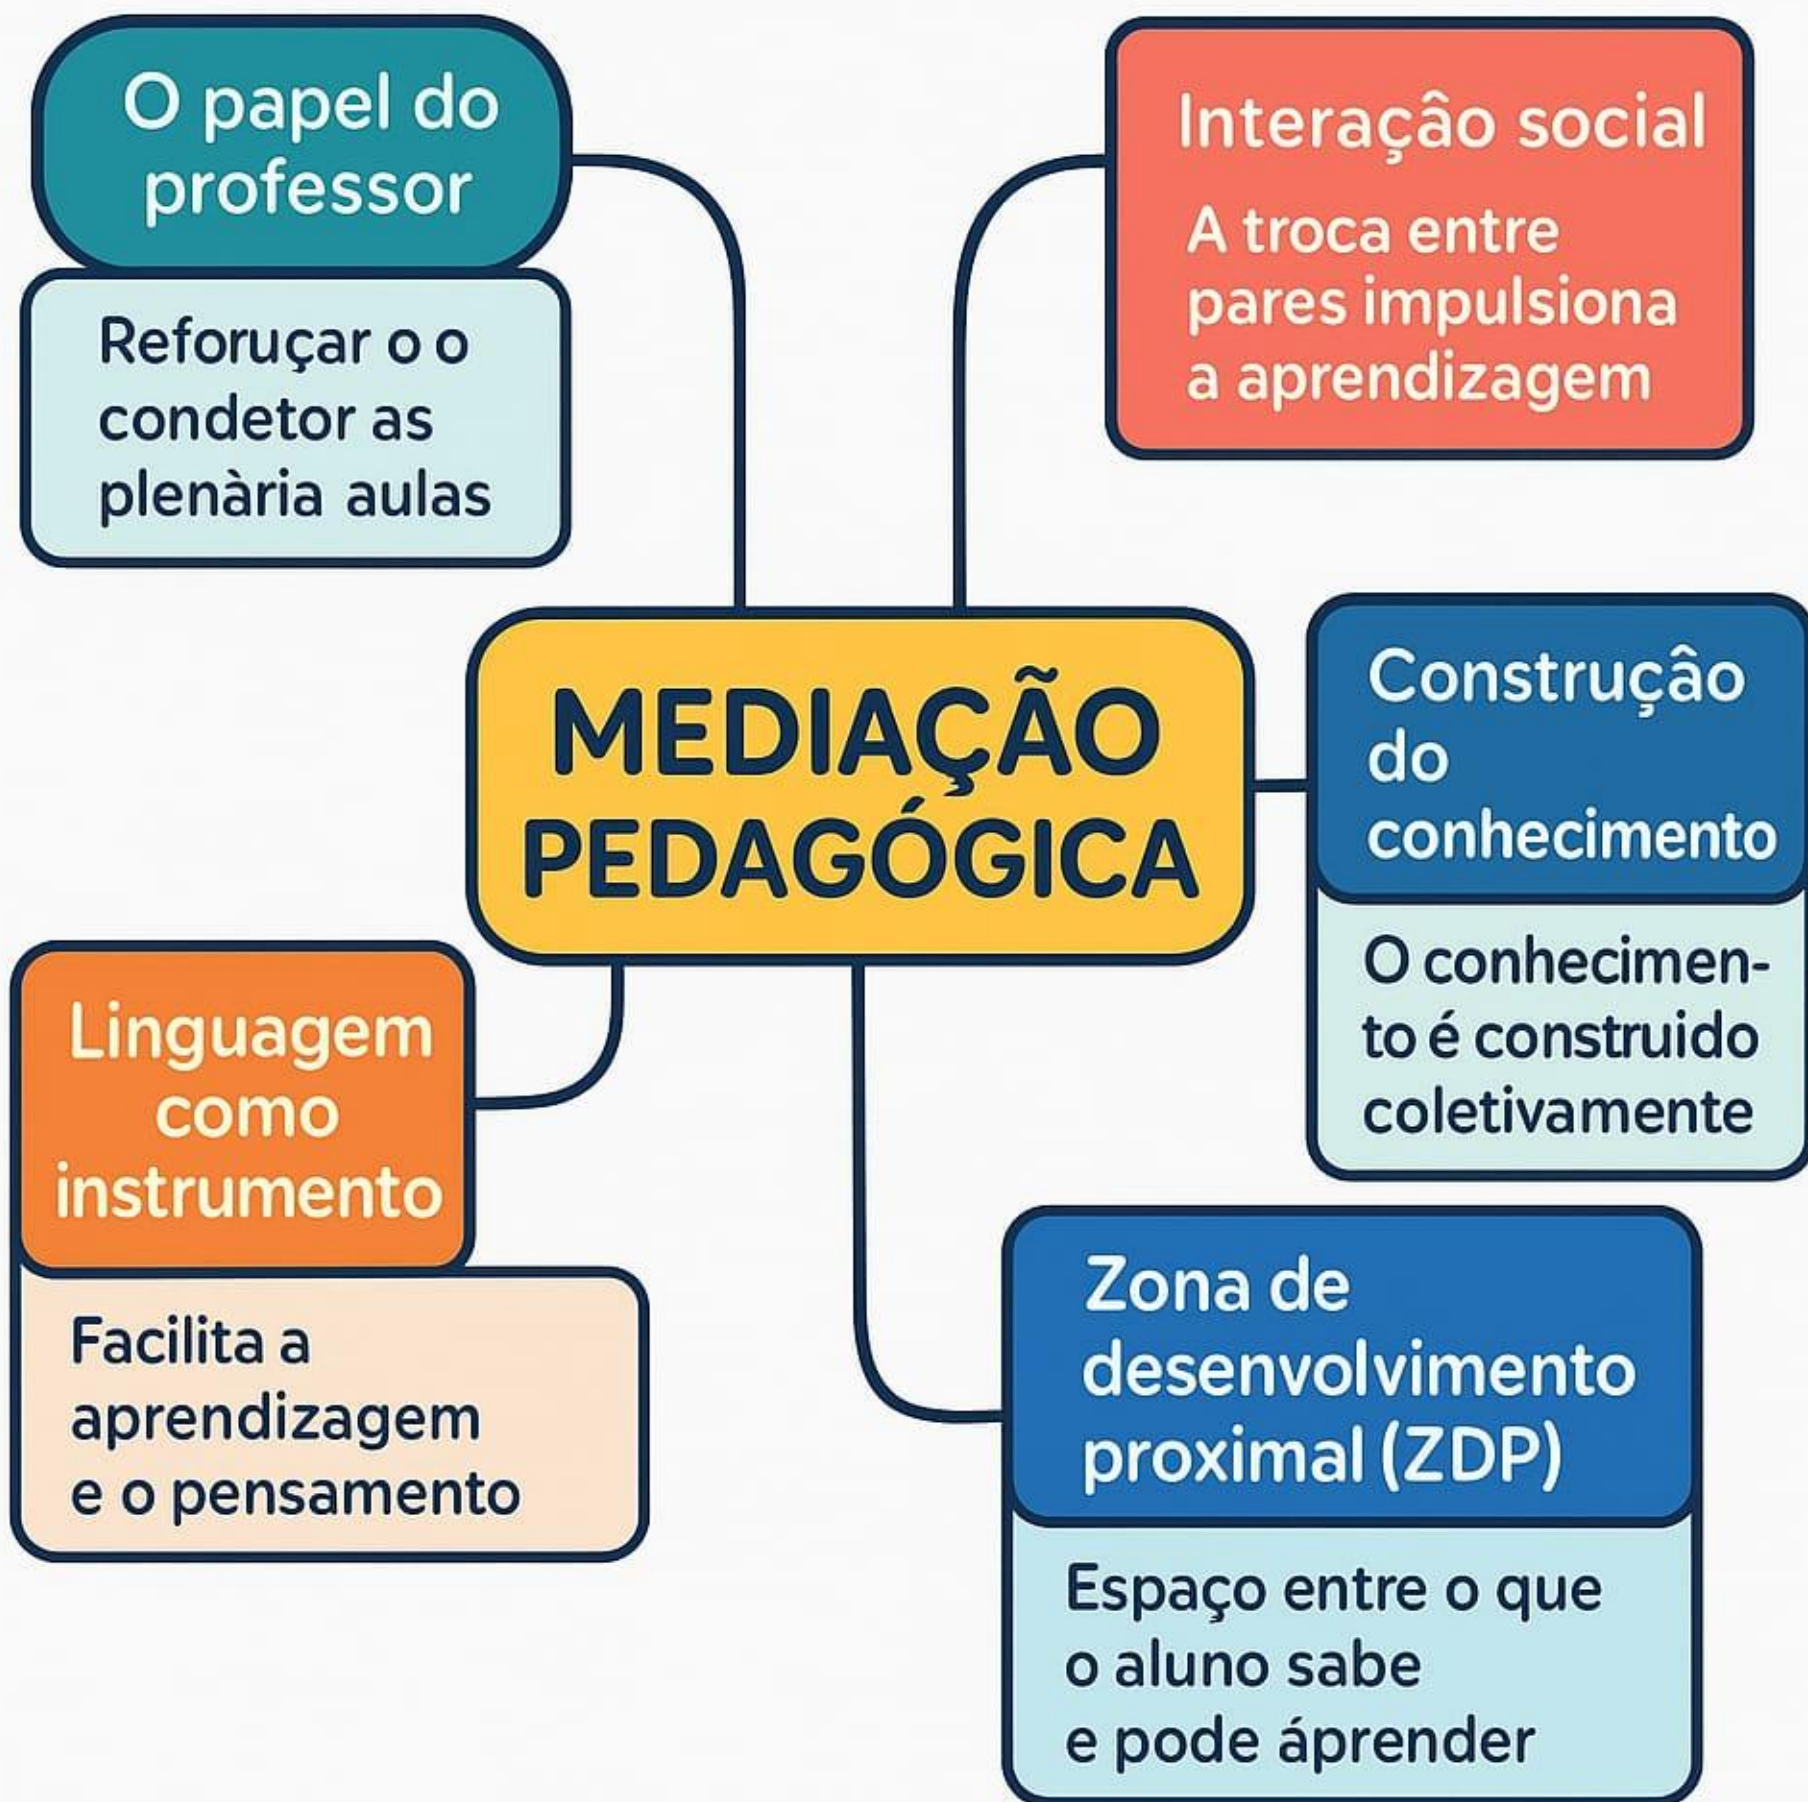 O papel do
professor
Reforuçar o o
condetor as
plenària aulas
Interaçâo social
A troca entre
pares impulsiona
a aprendizagem
MEDIAÇÃO
PEDAGÓGICA
Construçâo
do
conhecimento
O conhecimen-
to é construido
coletivamente
Linguagem
como
instrumento
Facilita a
aprendizagem
e o pensamento
Zona de
desenvolvimento
proximal (ZDP)
Espaço entre o que
o aluno sabe
e pode áprender